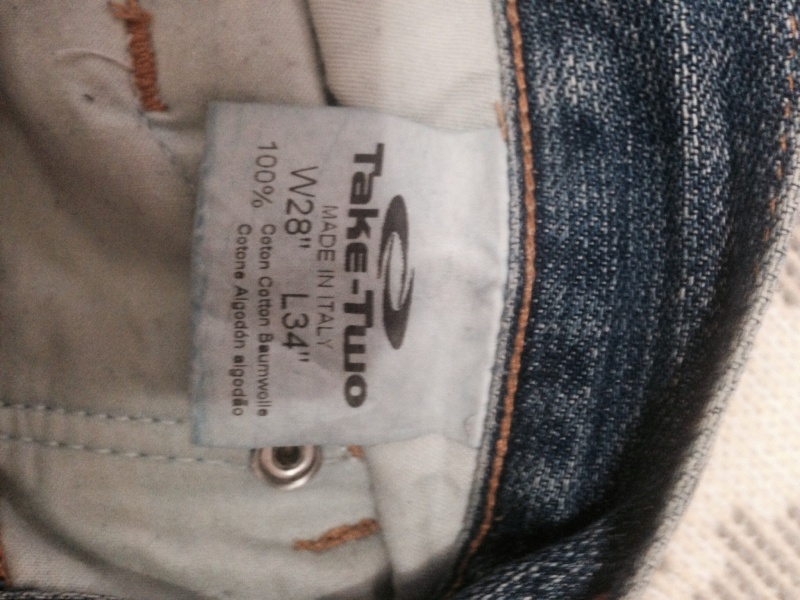 Take-Two
MADE IN ITALY
W28" L34"
100% Coton Cotton Baumwolle
Cotone Algodón algodão